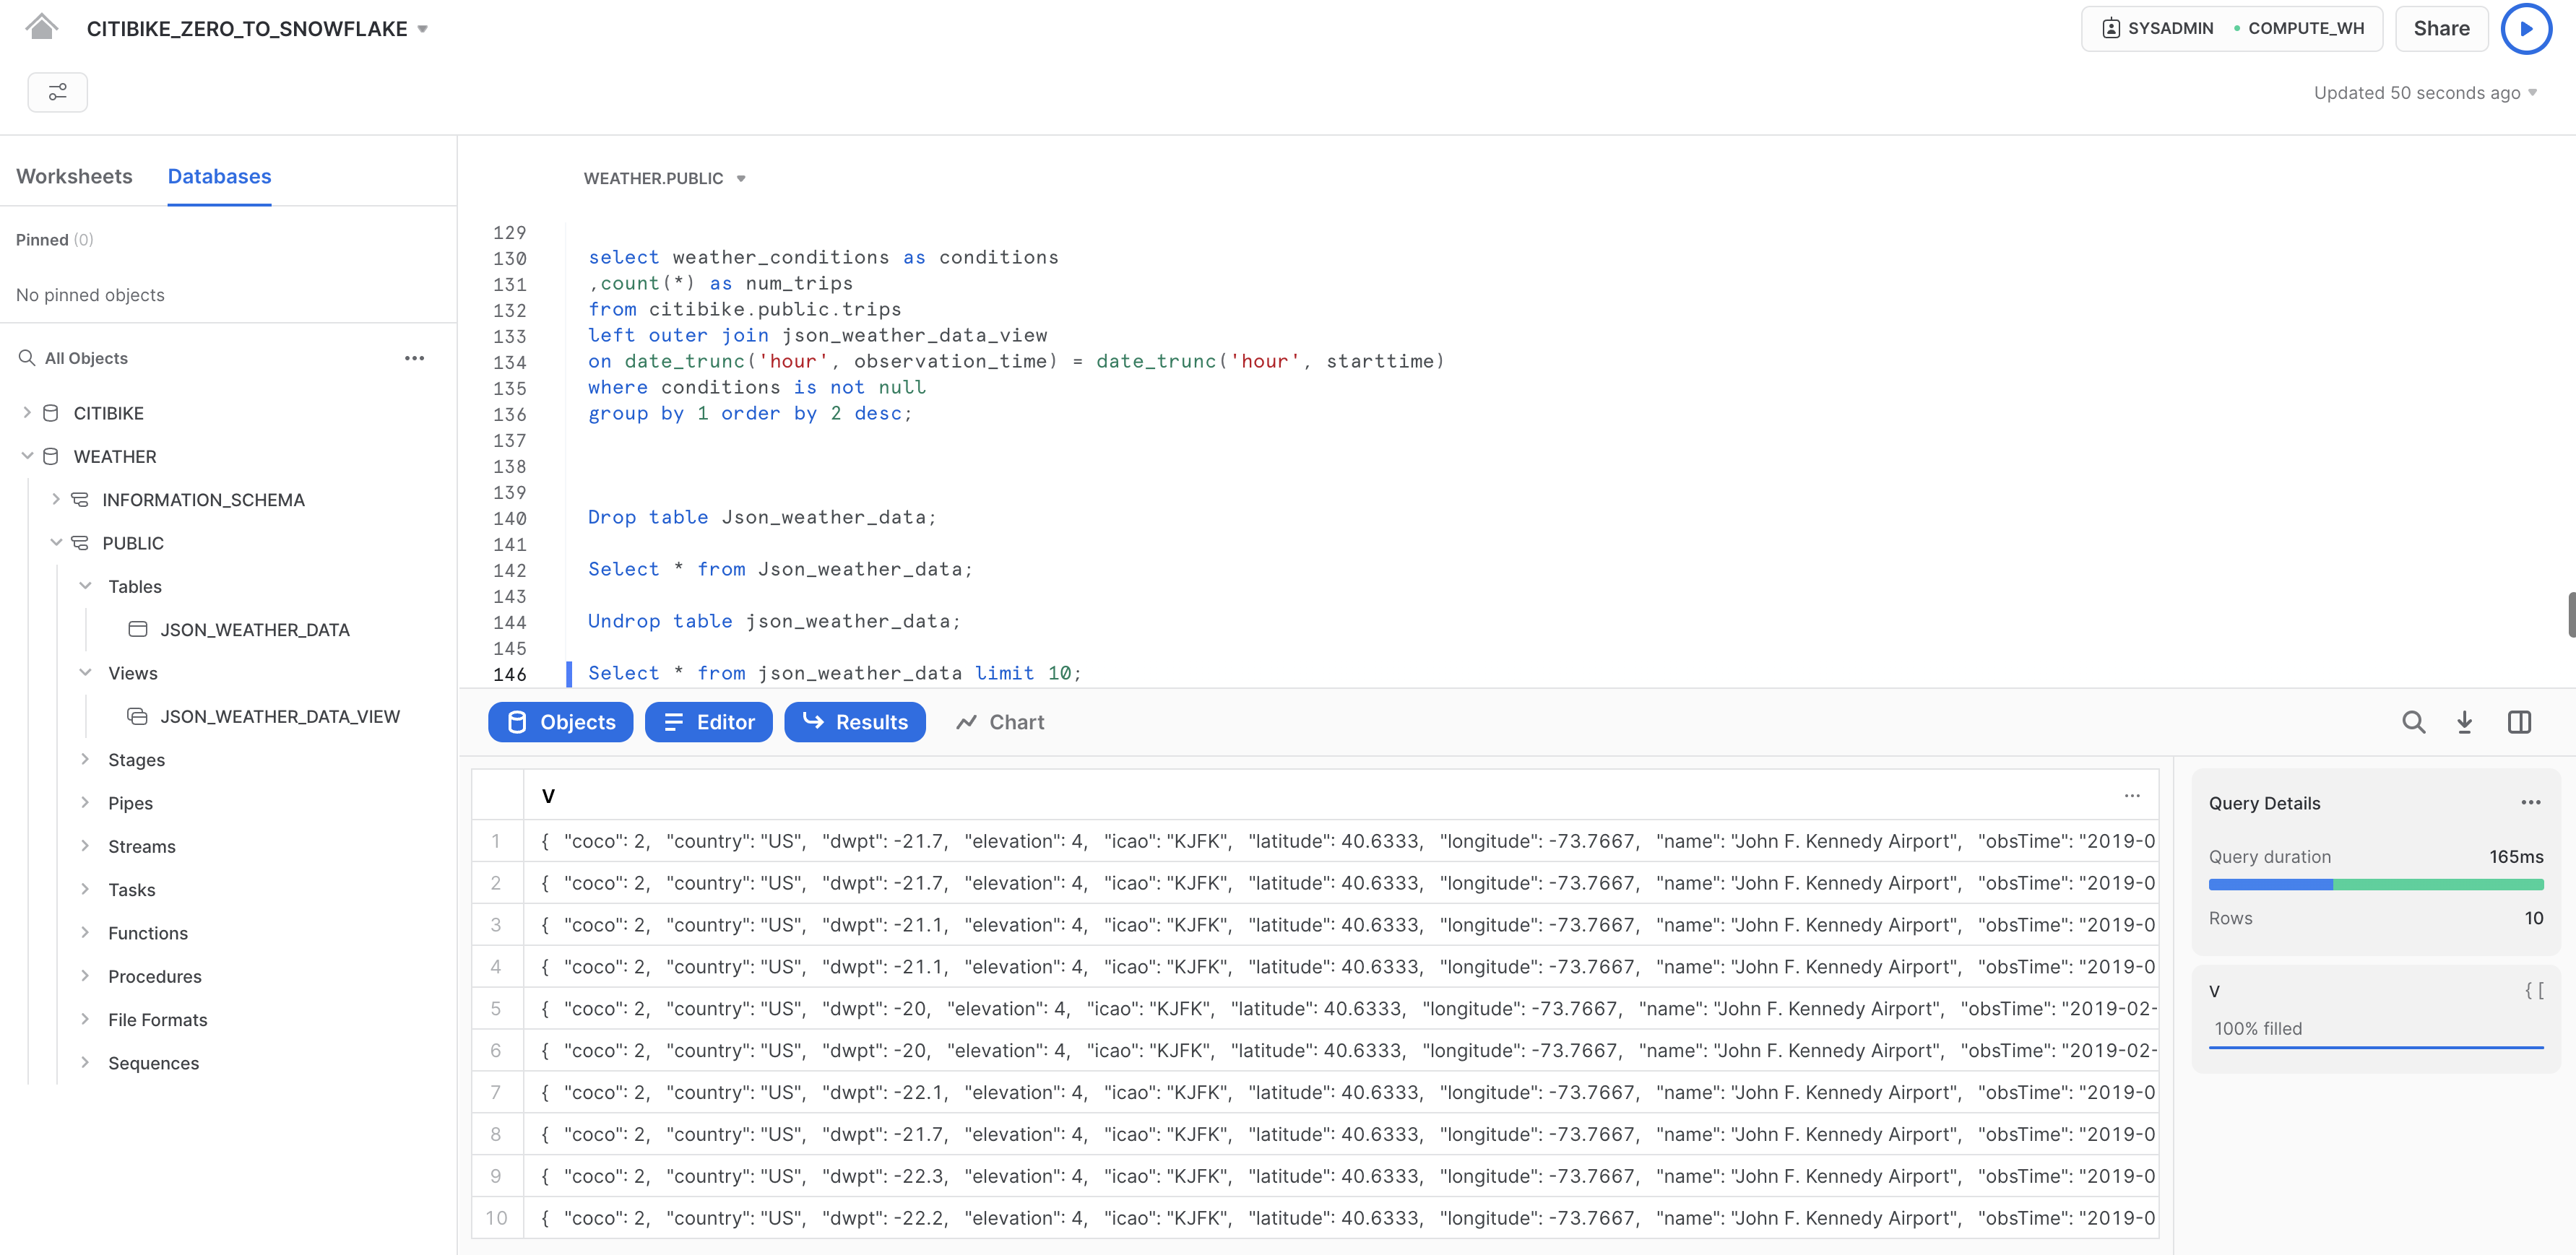 CITIBIKE_ZERO_TO_SNOWFLAKE
SYSADMIN COMPUTE_WH
Share
Updated 50 seconds ago
Worksheets Databases
Pinned (0)
No pinned objects
All Objects
CITIBIKE
WEATHER
INFORMATION_SCHEMA
PUBLIC
Tables
JSON_WEATHER_DATA
Views
JSON_WEATHER_DATA_VIEW
Stages
Pipes
Streams
Tasks
Functions
Procedures
File Formats
Sequences
WEATHER.PUBLIC
129
130 select weather_conditions as conditions
131 ,count(*) as num_trips
132 from citibike.public.trips
133 left outer join json_weather_data_view
134 on date_trunc('hour', observation_time) = date_trunc('hour', starttime)
135 where conditions is not null
136 group by 1 order by 2 desc;
137
138
139
140 Drop table Json_weather_data;
141
142 Select * from Json_weather_data;
143
144 Undrop table json_weather_data;
145
146 Select * from json_weather_data limit 10;
Objects Editor Results Chart
V
1 { "coco": 2, "country": "US", "dwpt": -21.7, "elevation": 4, "icao": "KJFK", "latitude": 40.6333, "longitude": -73.7667, "name": "John F. Kennedy Airport", "obsTime": "2019-0
2 { "coco": 2, "country": "US", "dwpt": -21.7, "elevation": 4, "icao": "KJFK", "latitude": 40.6333, "longitude": -73.7667, "name": "John F. Kennedy Airport", "obsTime": "2019-0
3 { "coco": 2, "country": "US", "dwpt": -21.1, "elevation": 4, "icao": "KJFK", "latitude": 40.6333, "longitude": -73.7667, "name": "John F. Kennedy Airport", "obsTime": "2019-0
4 { "coco": 2, "country": "US", "dwpt": -21.1, "elevation": 4, "icao": "KJFK", "latitude": 40.6333, "longitude": -73.7667, "name": "John F. Kennedy Airport", "obsTime": "2019-0
5 { "coco": 2, "country": "US", "dwpt": -20, "elevation": 4, "icao": "KJFK", "latitude": 40.6333, "longitude": -73.7667, "name": "John F. Kennedy Airport", "obsTime": "2019-02-
6 { "coco": 2, "country": "US", "dwpt": -20, "elevation": 4, "icao": "KJFK", "latitude": 40.6333, "longitude": -73.7667, "name": "John F. Kennedy Airport", "obsTime": "2019-02-
7 { "coco": 2, "country": "US", "dwpt": -22.1, "elevation": 4, "icao": "KJFK", "latitude": 40.6333, "longitude": -73.7667, "name": "John F. Kennedy Airport", "obsTime": "2019-0
8 { "coco": 2, "country": "US", "dwpt": -21.7, "elevation": 4, "icao": "KJFK", "latitude": 40.6333, "longitude": -73.7667, "name": "John F. Kennedy Airport", "obsTime": "2019-0
9 { "coco": 2, "country": "US", "dwpt": -22.3, "elevation": 4, "icao": "KJFK", "latitude": 40.6333, "longitude": -73.7667, "name": "John F. Kennedy Airport", "obsTime": "2019-0
10 { "coco": 2, "country": "US", "dwpt": -22.2, "elevation": 4, "icao": "KJFK", "latitude": 40.6333, "longitude": -73.7667, "name": "John F. Kennedy Airport", "obsTime": "2019-0
Query Details
Query duration 165ms
Rows 10
V { [
100% filled